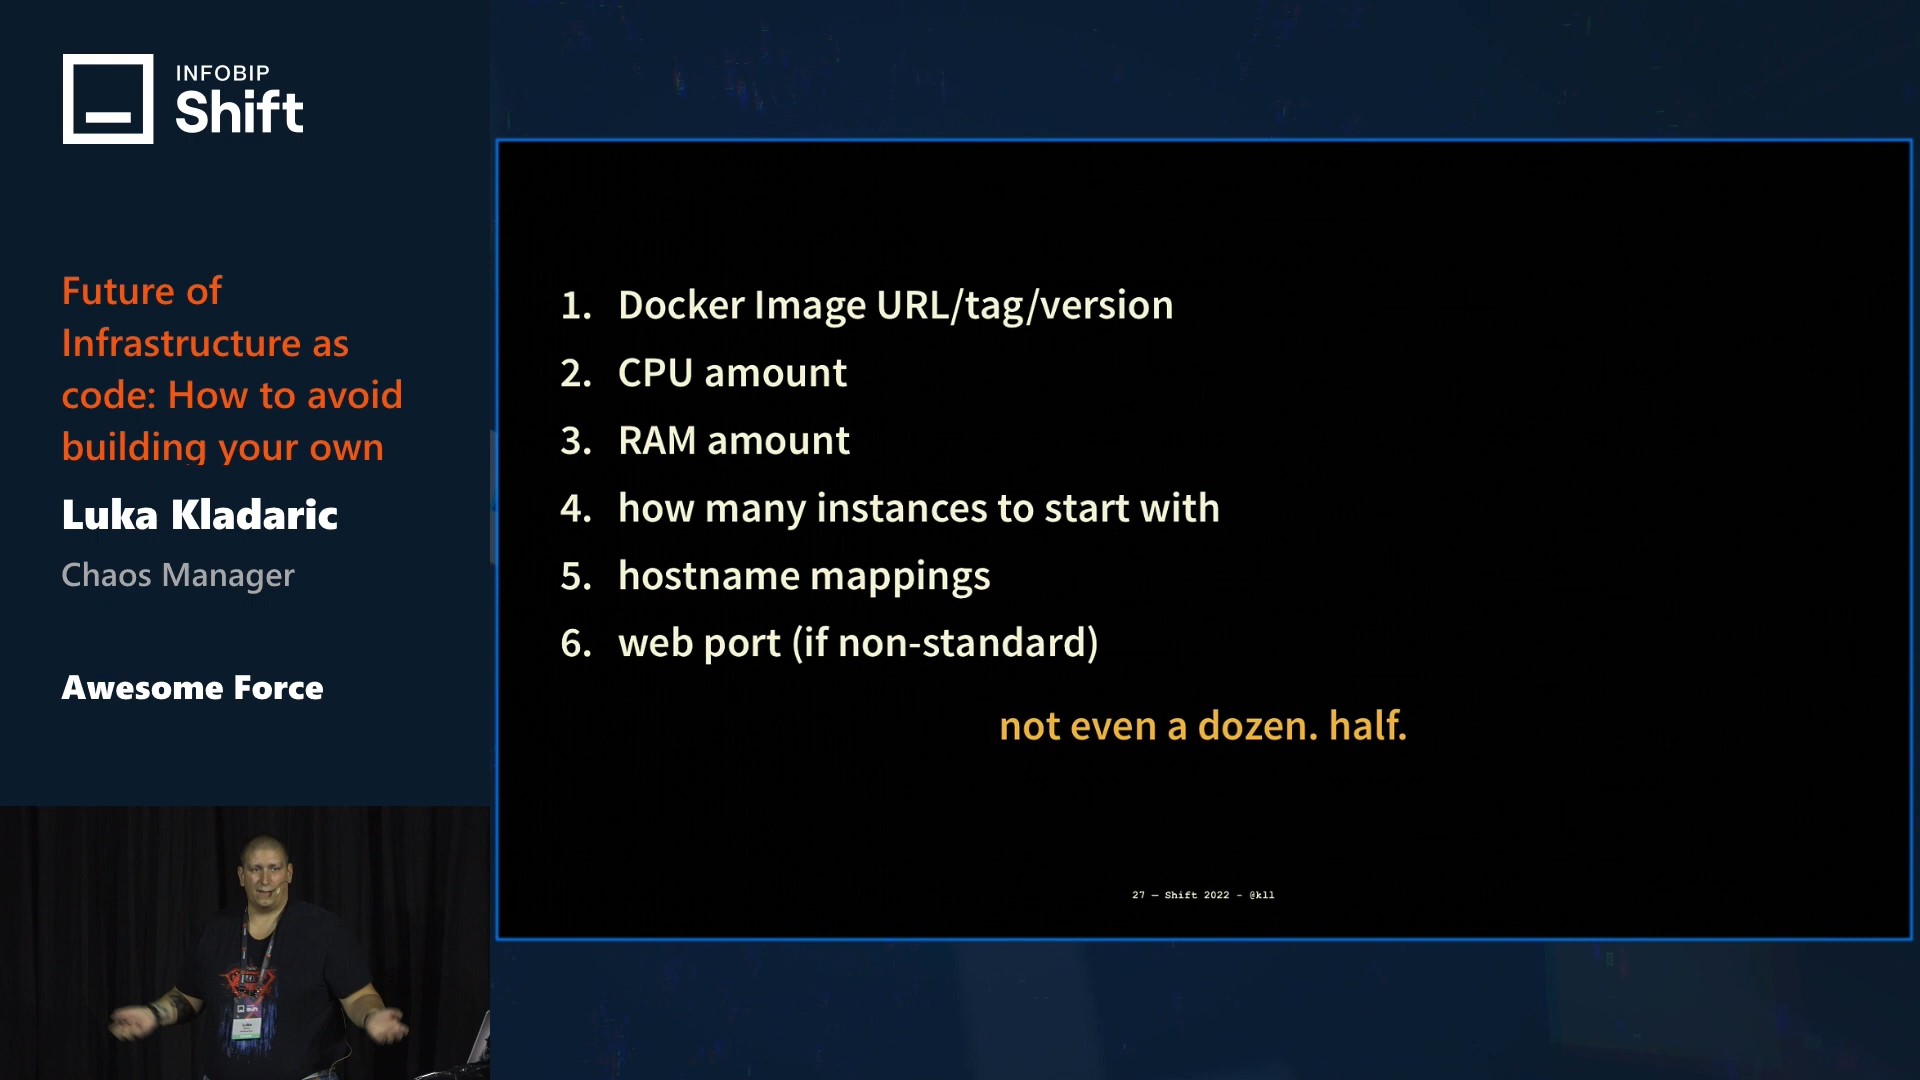 INFOBIP
Shift
Future of
Infrastructure as
code: How to avoid
building your own
Luka Kladaric
Chaos Manager
Awesome Force
1. Docker Image URL/tag/version
2. CPU amount
3. RAM amount
4. how many instances to start with
5. hostname mappings
6. web port (if non-standard)
not even a dozen. half.
27 — Shift 2022 - @kll
Shift
Luka